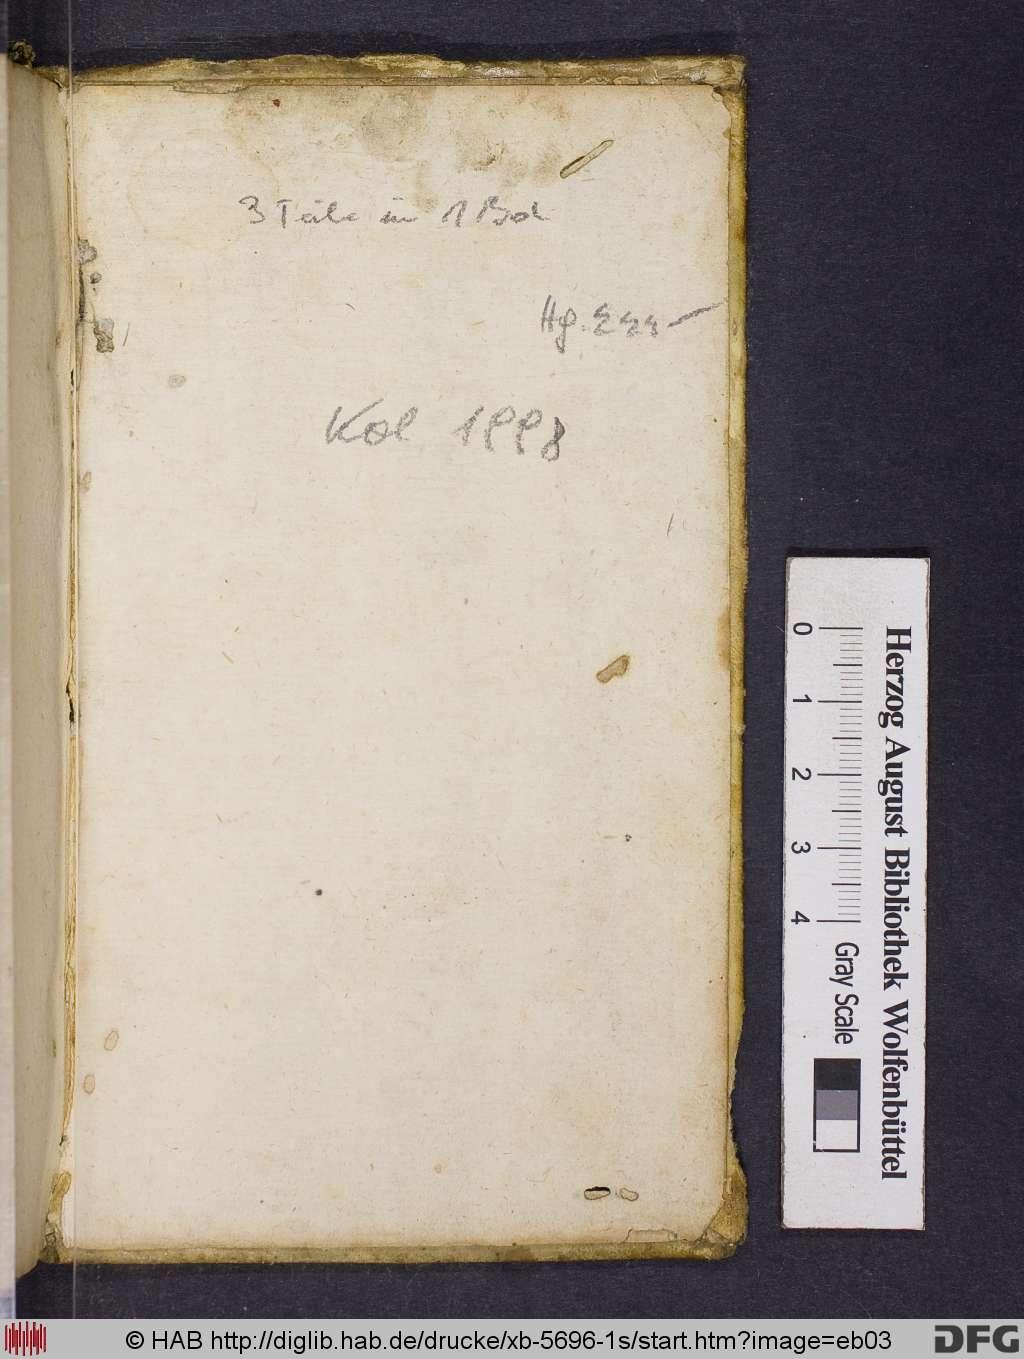 3 Teile in 1 Bd
Hg.
Kol
Herzog August Bibliothek Wolfenbüttel
0 1 2 3 4
Gray Scale
© HAB http://diglib.hab.de/drucke/xb-5696-1s/start.htm?image=eb03
DFG